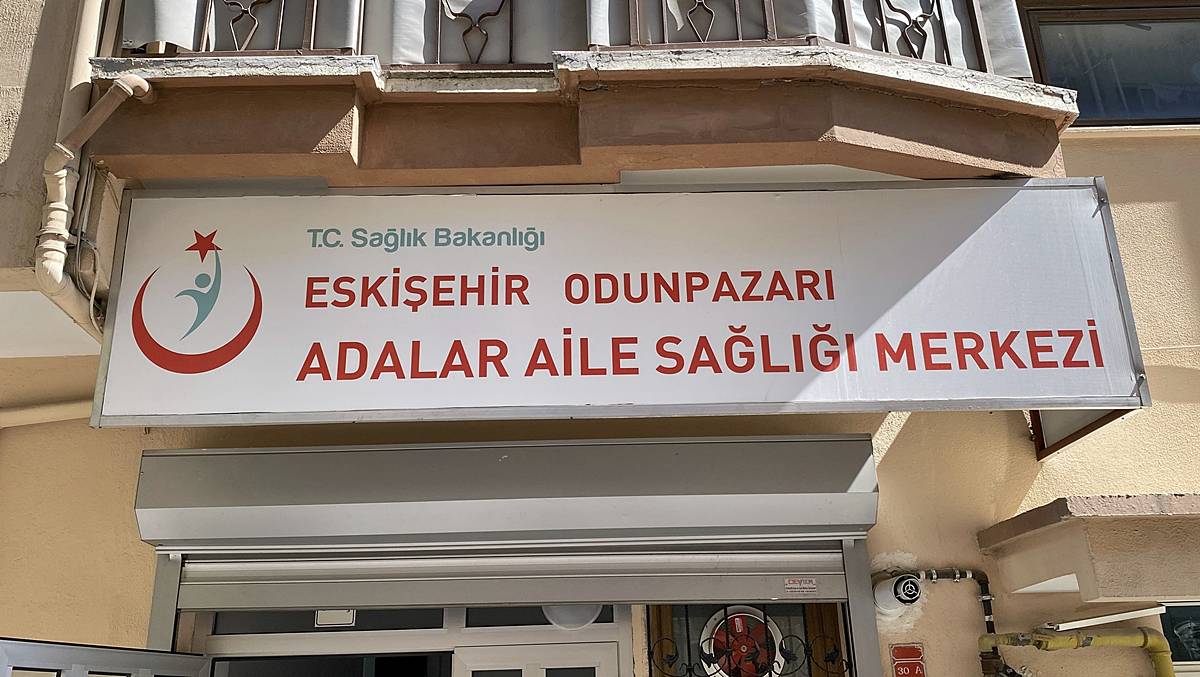 T.C. Sağlık Bakanlığı
ESKİŞEHİR ODUNPAZARI
ADALAR AİLE SAĞLIĞI MERKEZİ
30 A